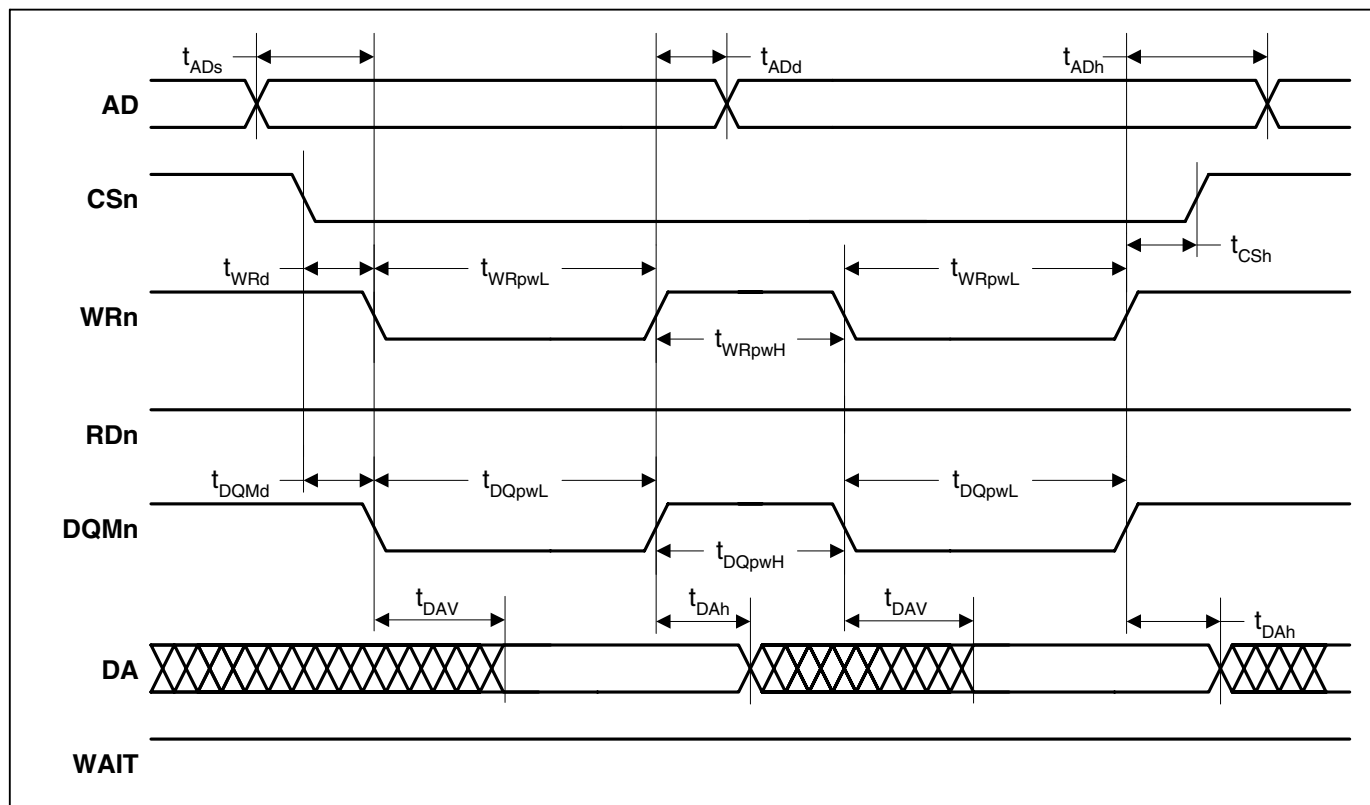 tADs
tADd
tADh
AD
CSn
tCSh
tWRd
tWRpwL
tWRpwL
WRn
tWRpwH
RDn
tDQMd
tDQpwL
tDQpwL
DQMn
tDQpwH
tDAV
tDAh
tDAV
tDAh
DA
WAIT